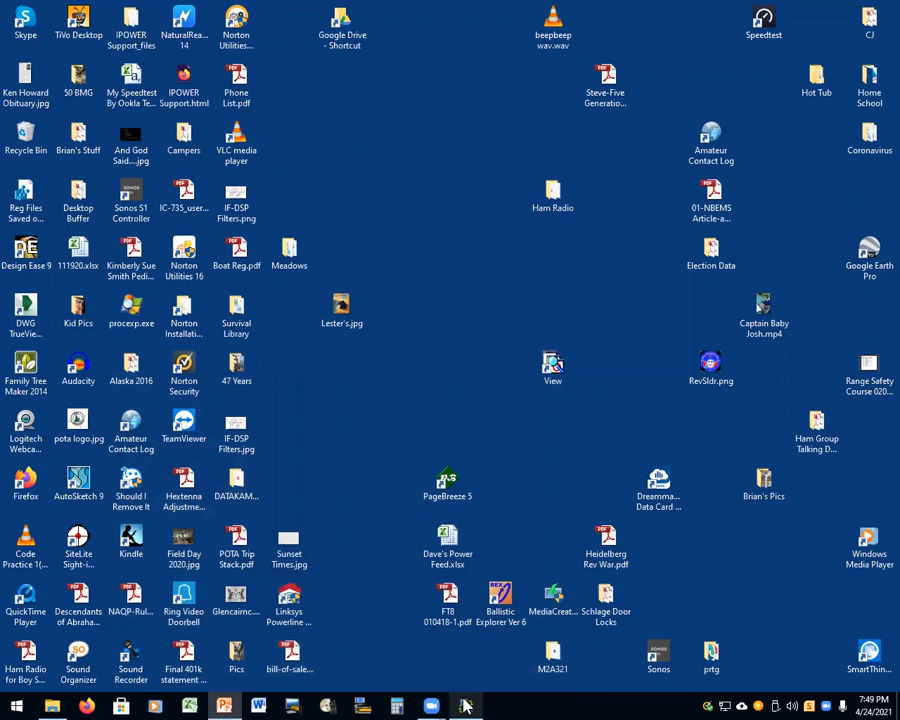 Skype
TiVo Desktop
IPOWER
Support_files
NaturalRea...
14
Norton
Utilities...
Google Drive
- Shortcut
beepbeep
wav.wav
Speedtest
CJ
Ken Howard
Obituary.jpg
50 BMG
My Speedtest
By Ookla Te...
IPOWER
Support.html
Phone
List.pdf
Steve-Five
Generatio...
Hot Tub
Home
School
Recycle Bin
Brian's Stuff
And God
Said....jpg
Campers
VLC media
player
Amateur
Contact Log
Coronavirus
Reg Files
Saved o...
Desktop
Buffer
SONOS
Sonos S1
Controller
IC-735_user...
IF-DSP
Filters.png
Ham Radio
01-NBEMS
Article-a...
Design Ease 9
111920.xlsx
Kimberly Sue
Smith Pedi...
Norton
Utilities 16
Boat Reg.pdf
Meadows
Election Data
Google Earth
Pro
DWG
TrueVie...
Kid Pics
procexp.exe
Norton
Installati...
Survival
Library
Lester's.jpg
Captain Baby
Josh.mp4
Family Tree
Maker 2014
Audacity
Alaska 2016
Norton
Security
47 Years
View
RevSldr.png
Range Safety
Course 020...
Logitech
Webca...
pota logo.jpg
Amateur
Contact Log
TeamViewer
IF-DSP
Filters.jpg
Ham Group
Talking D...
Firefox
AutoSketch 9
Should I
Remove It
Hextenna
Adjustme...
DATAKAM...
PageBreeze 5
Dreamma...
Data Card ...
Brian's Pics
Code
Practice 1(...
SiteLite
Sight-i...
Kindle
Field Day
2020.jpg
POTA Trip
Stack.pdf
Sunset
Times.jpg
Dave's Power
Feed.xlsx
Heidelberg
Rev War.pdf
Windows
Media Player
QuickTime
Player
Descendants
of Abraha...
NAQP-Rul...
Ring Video
Doorbell
Glencairnc...
Linksys
Powerline ...
FT8
010418-1.pdf
Ballistic
Explorer Ver 6
MediaCreat...
Schlage Door
Locks
Ham Radio
for Boy S...
Sound
Organizer
Sound
Recorder
Final 401k
statement ...
Pics
bill-of-sale...
M2A321
SONOS
Sonos
prtg
SmartThin...
7:49 PM
4/24/2021